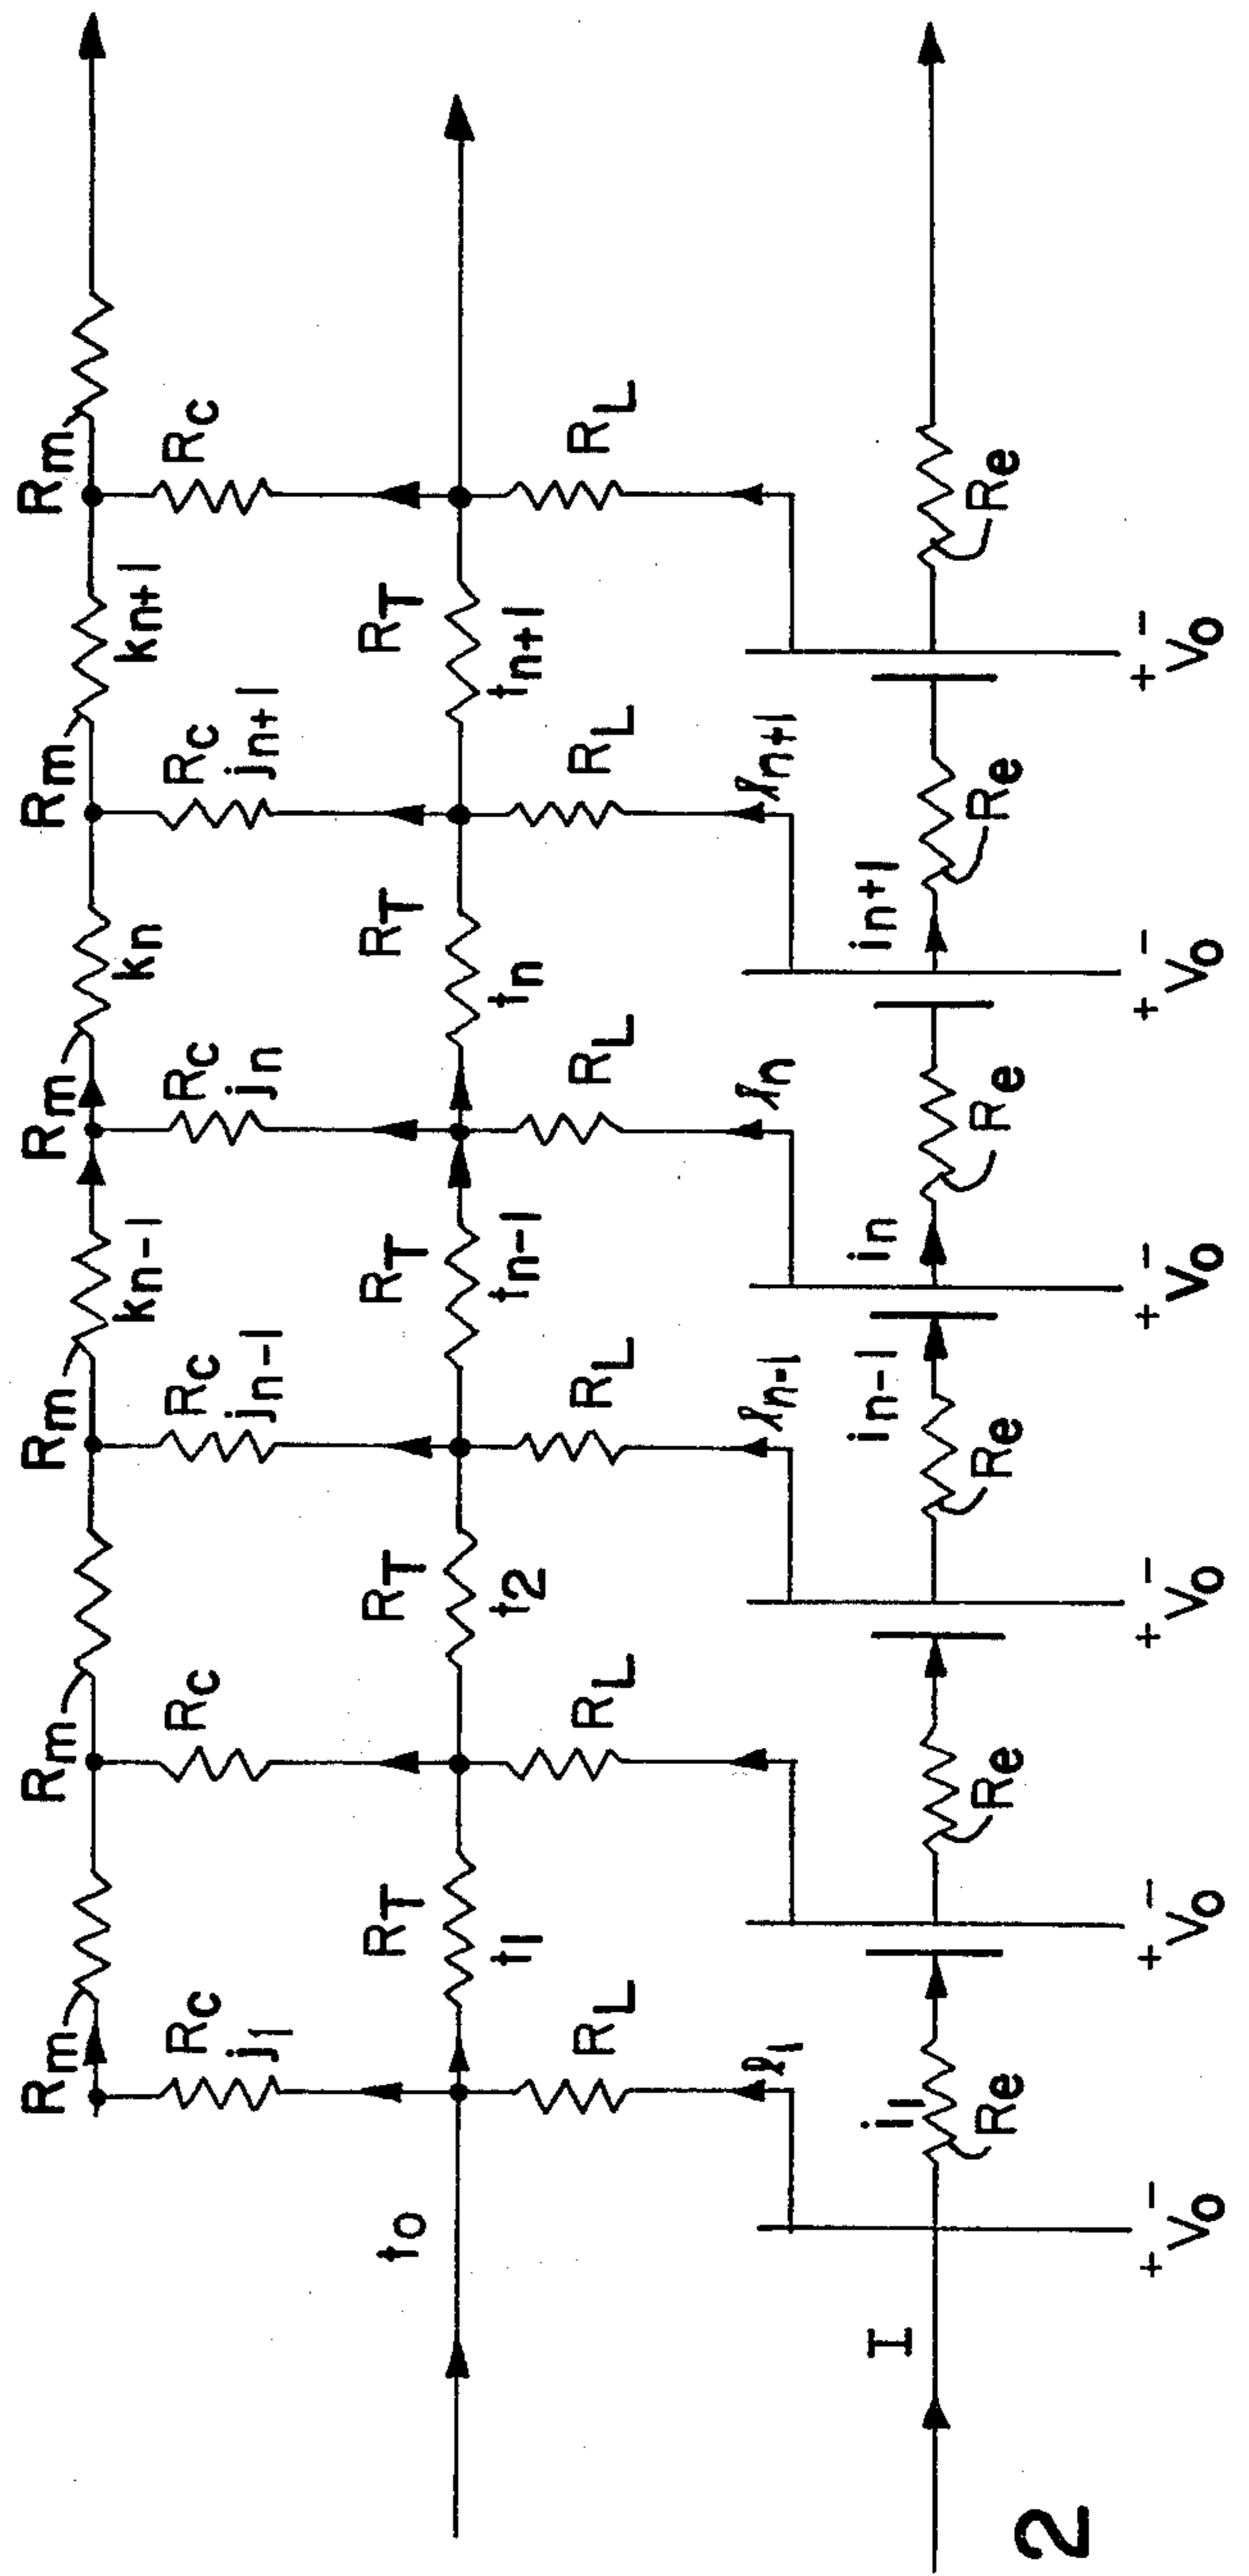 Rm Rm Rm Rm Rm Rm
kn-1 kn kn+1
Rc Rc Rc Rc Rc Rc
j1 jn-1 jn jn+1
to RT RT RT RT RT
t1 t2 tn-1 tn tn+1
RL RL RL RL RL RL
ℓ1 ℓn-1 ℓn ℓn+1
I i1 in-1 in in+1
Re Re Re Re Re Re
2
+ - + - + - + - + - + -
Vo Vo Vo Vo Vo Vo